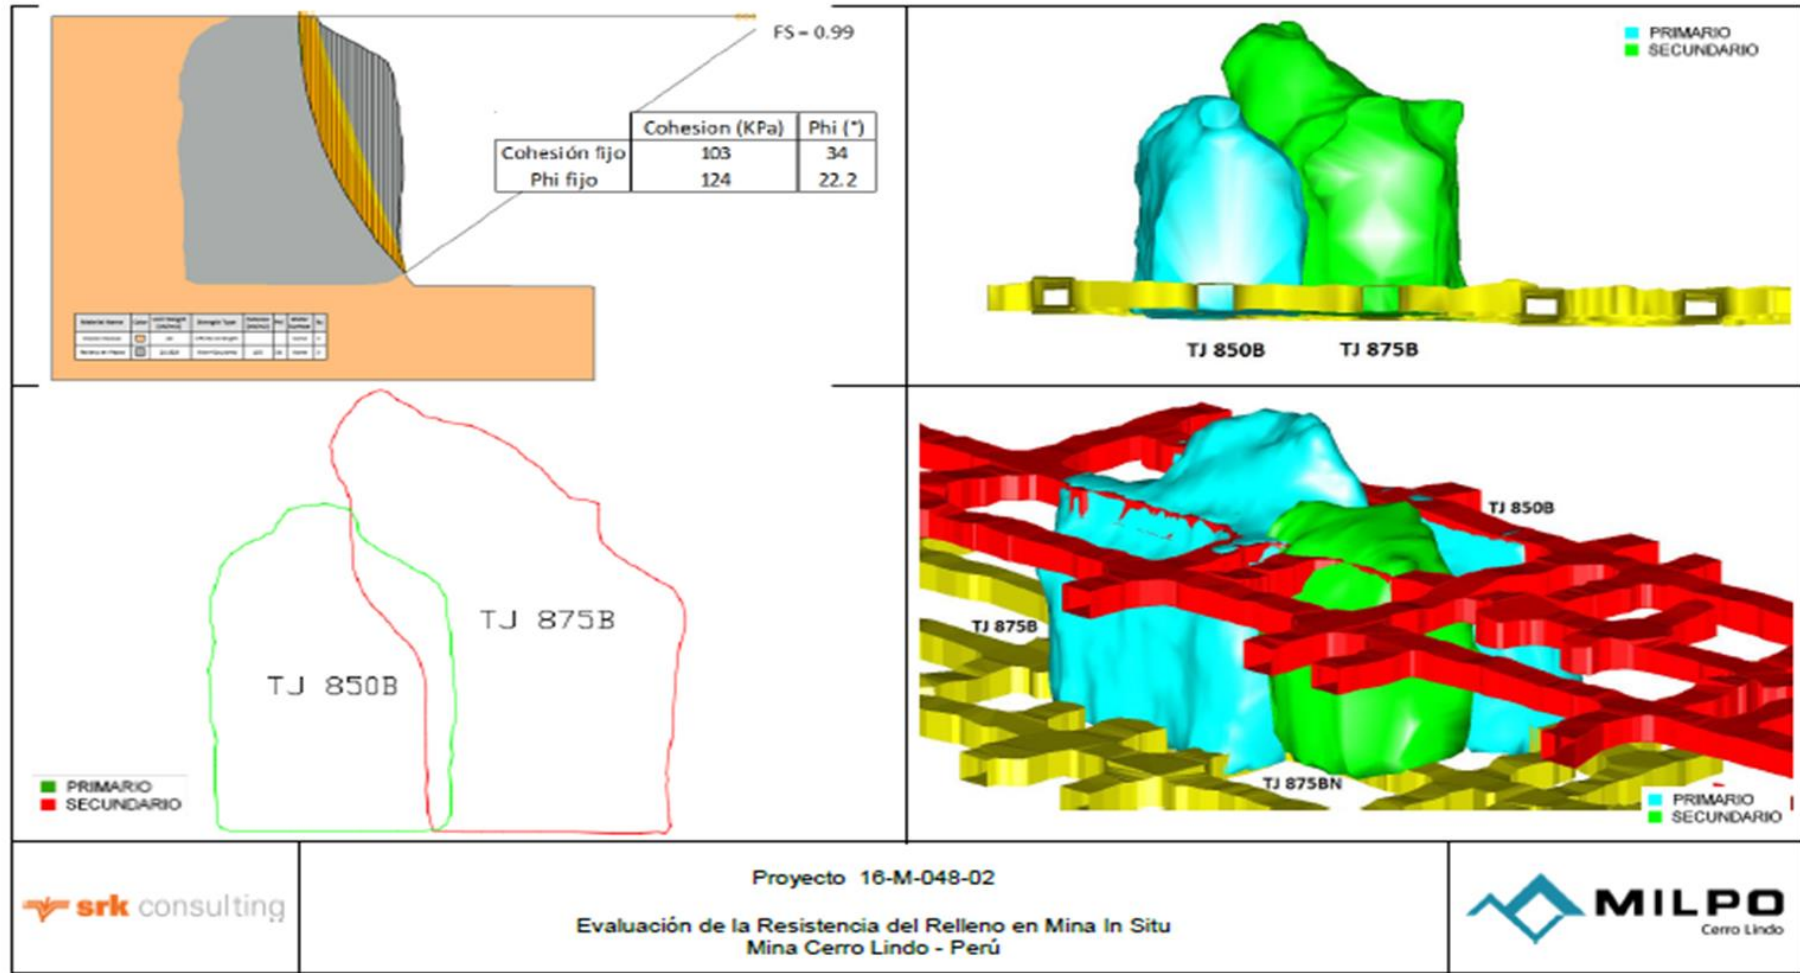 FS = 0.99
Cohesion (KPa) Phi (°)
Cohesión fijo 103 34
Phi fijo 124 22.2
PRIMARIO
SECUNDARIO
TJ 850B TJ 875B
TJ 875B
TJ 850B
PRIMARIO
SECUNDARIO
TJ 850B
TJ 875B
TJ 875BN
PRIMARIO
SECUNDARIO
srk consulting
Proyecto 16-M-048-02
Evaluación de la Resistencia del Relleno en Mina In Situ
Mina Cerro Lindo - Perú
MILPO
Cerro Lindo